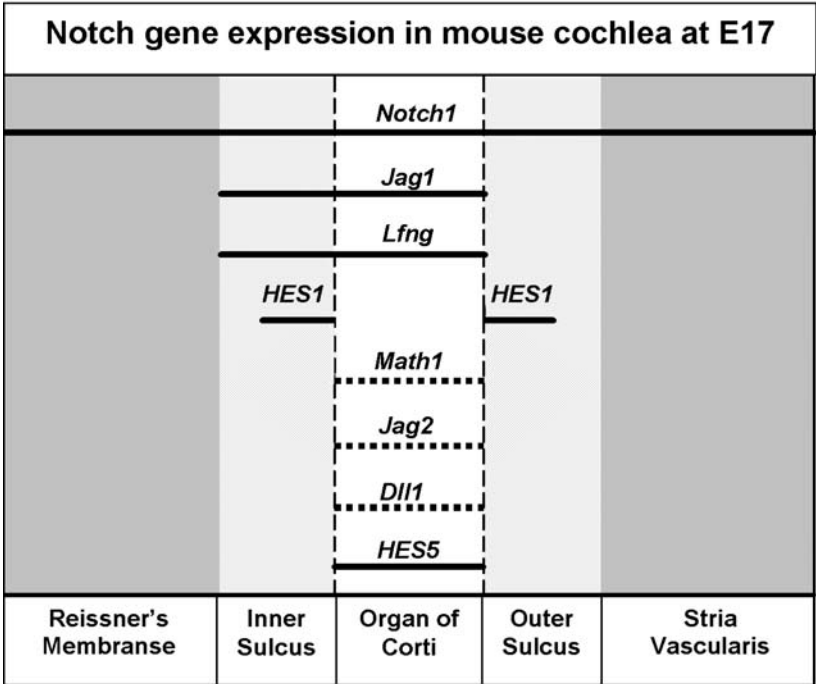 Notch gene expression in mouse cochlea at E17
Notch1
Jag1
Lfng
HES1 HES1
Math1
Jag2
Dll1
HES5
Reissner's
Membranse
Inner
Sulcus
Organ of
Corti
Outer
Sulcus
Stria
Vascularis